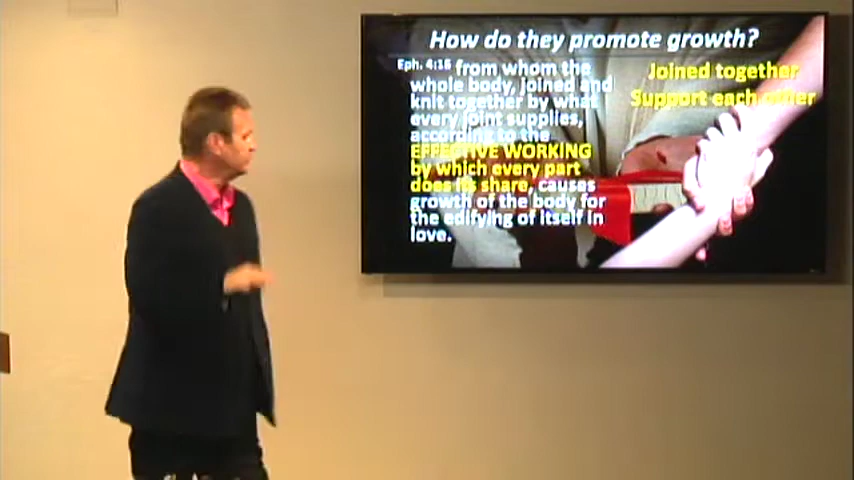 How do they promote growth?
Eph. 4:16 from whom the
whole body, joined and
knit together by what
every joint supplies,
according to the
EFFECTIVE WORKING
by which every part
does its share, causes
growth of the body for
the edifying of itself in
love.
Joined together
Support each other